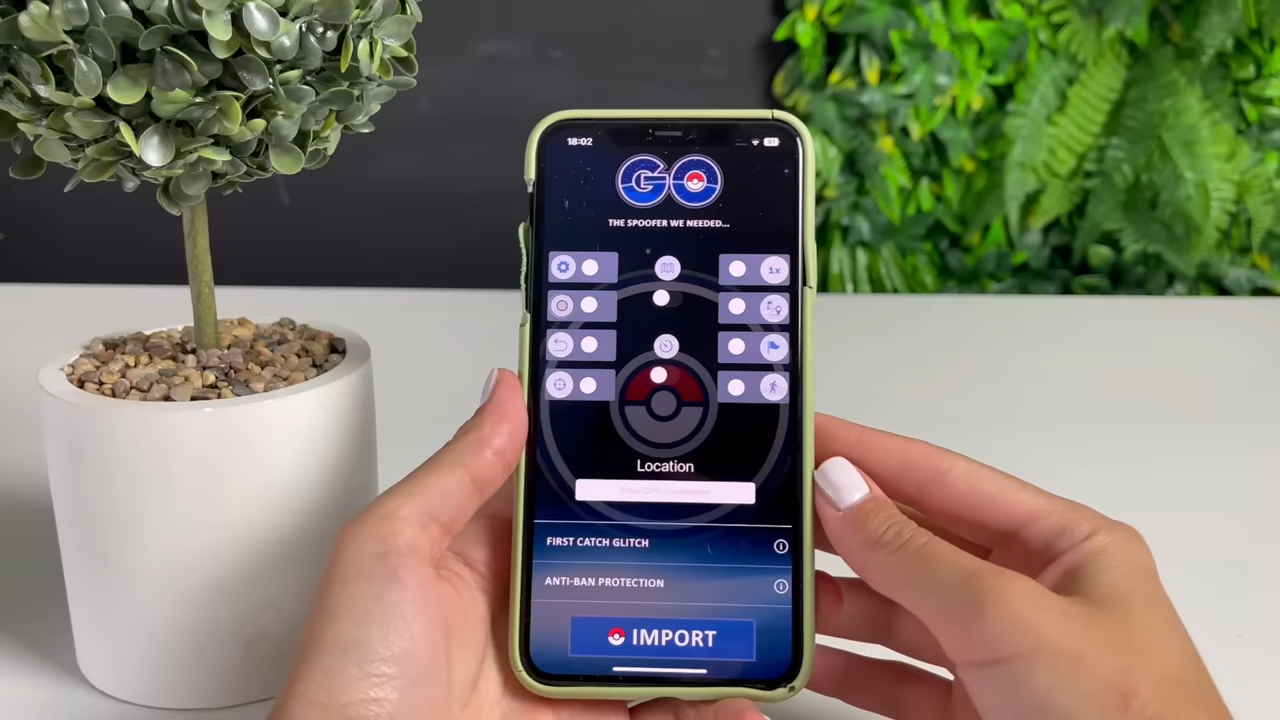 18:02
GO
THE SPOOFER WE NEEDED...
1x
Location
FIRST CATCH GLITCH
ANTI-BAN PROTECTION
IMPORT